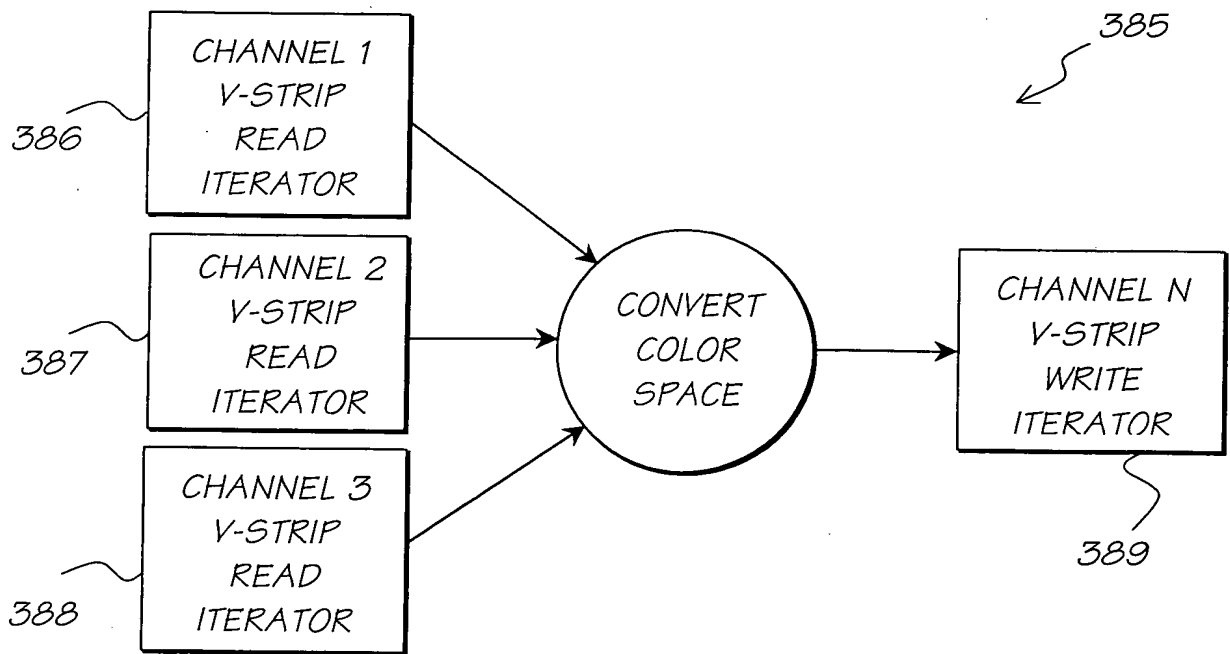 385
CHANNEL 1
V-STRIP
READ
ITERATOR
386
CHANNEL 2
V-STRIP
READ
ITERATOR
387
CHANNEL 3
V-STRIP
READ
ITERATOR
388
CONVERT
COLOR
SPACE
CHANNEL N
V-STRIP
WRITE
ITERATOR
389